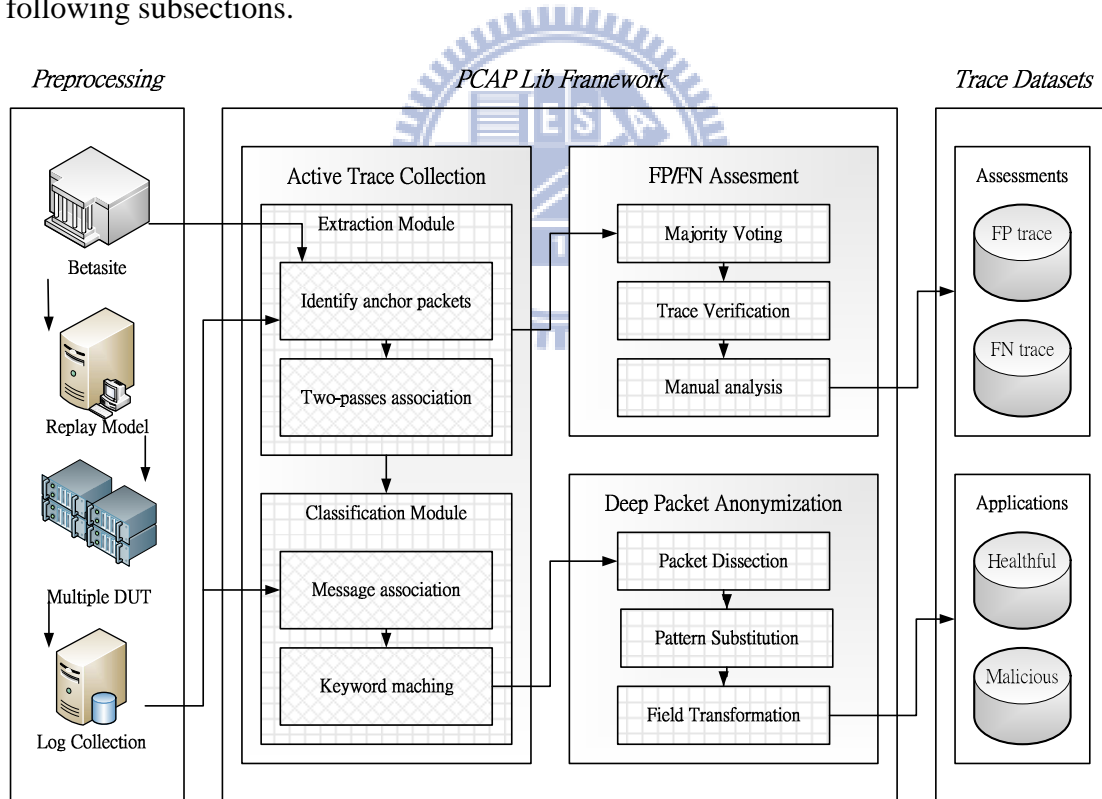 following subsections.
Preprocessing
PCAP Lib Framework
Trace Datasets
Betasite
Replay Model
Multiple DUT
Log Collection
Active Trace Collection
Extraction Module
Identify anchor packets
Two-passes association
Classification Module
Message association
Keyword maching
FP/FN Assesment
Majority Voting
Trace Verification
Manual analysis
Deep Packet Anonymization
Packet Dissection
Pattern Substitution
Field Transformation
Assessments
FP trace
FN trace
Applications
Healthful
Malicious
ES
A